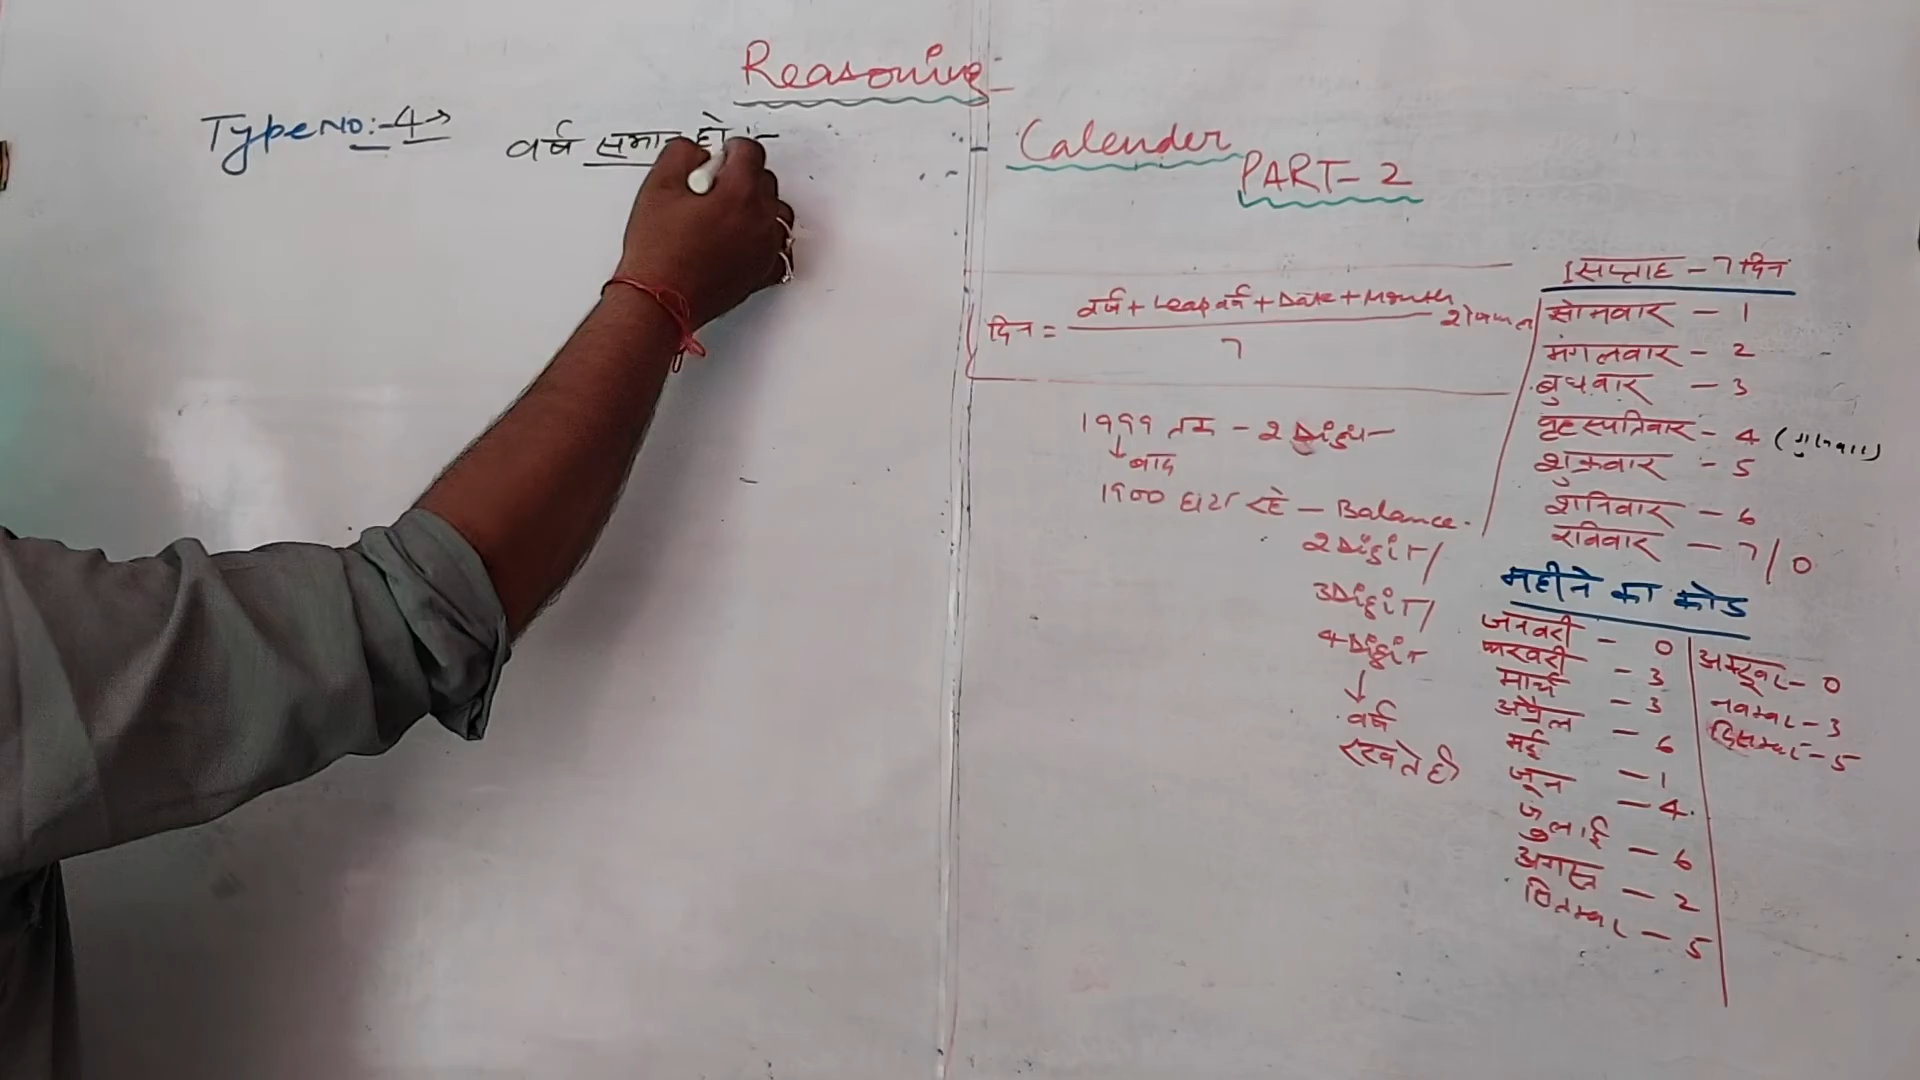 Reasoning
Type No:-4→ वर्ष समान हो :-
Calender
PART-2
दिन = वर्ष + Leap वर्ष + Date + Month
7
1999 तक - 2 Digit
↓ बाद
1900 घटा रहे - Balance.
2 Digit/
3 Digit/
4 Digit
↓
वर्ष
रखते है
1 सप्ताह - 7 दिन
सोमवार - 1
मंगलवार - 2
बुधवार - 3
वृहस्पतिवार - 4
शुक्रवार - 5
शनिवार - 6
रविवार - 7/0
महीने का कोड
जनवरी - 0
फरवरी - 3
मार्च - 3
अप्रैल - 6
मई - 1
जून - 4
जुलाई - 6
अगस्त - 2
सितम्बर - 5
अक्टूबर - 0
नवम्बर - 3
दिसम्बर - 5